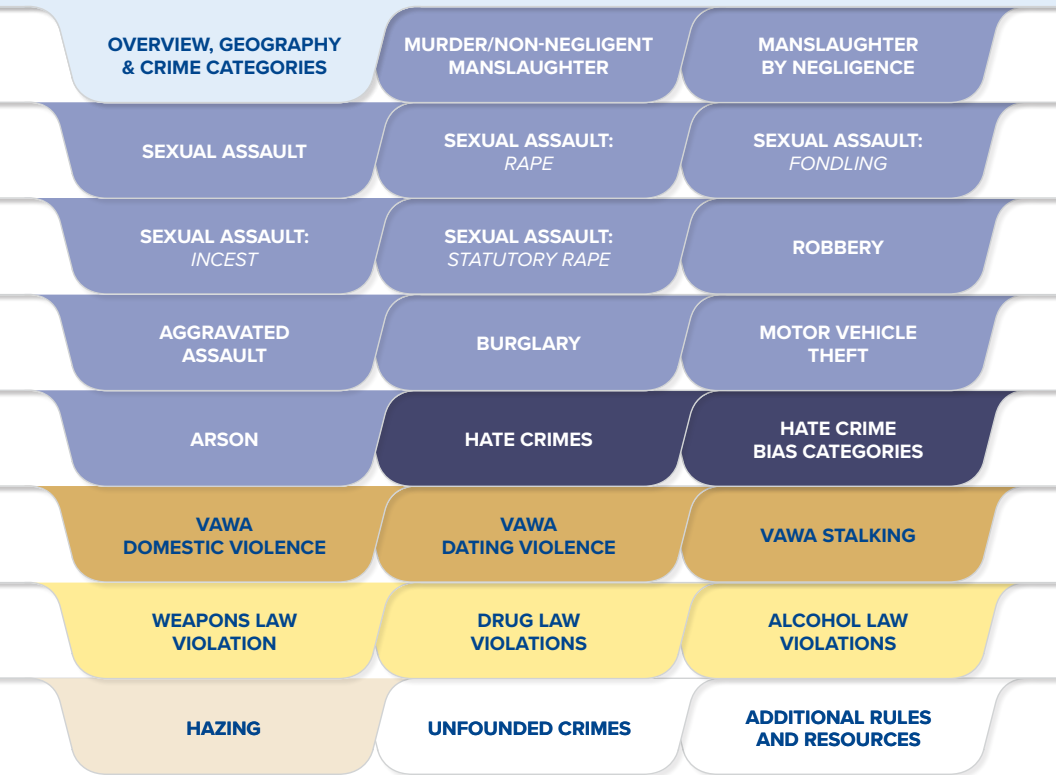 OVERVIEW, GEOGRAPHY
& CRIME CATEGORIES
MURDER/NON-NEGLIGENT
MANSLAUGHTER
MANSLAUGHTER
BY NEGLIGENCE
SEXUAL ASSAULT
SEXUAL ASSAULT:
RAPE
SEXUAL ASSAULT:
FONDLING
SEXUAL ASSAULT:
INCEST
SEXUAL ASSAULT:
STATUTORY RAPE
ROBBERY
AGGRAVATED
ASSAULT
BURGLARY
MOTOR VEHICLE
THEFT
ARSON
HATE CRIMES
HATE CRIME
BIAS CATEGORIES
VAWA
DOMESTIC VIOLENCE
VAWA
DATING VIOLENCE
VAWA STALKING
WEAPONS LAW
VIOLATION
DRUG LAW
VIOLATIONS
ALCOHOL LAW
VIOLATIONS
HAZING
UNFOUNDED CRIMES
ADDITIONAL RULES
AND RESOURCES